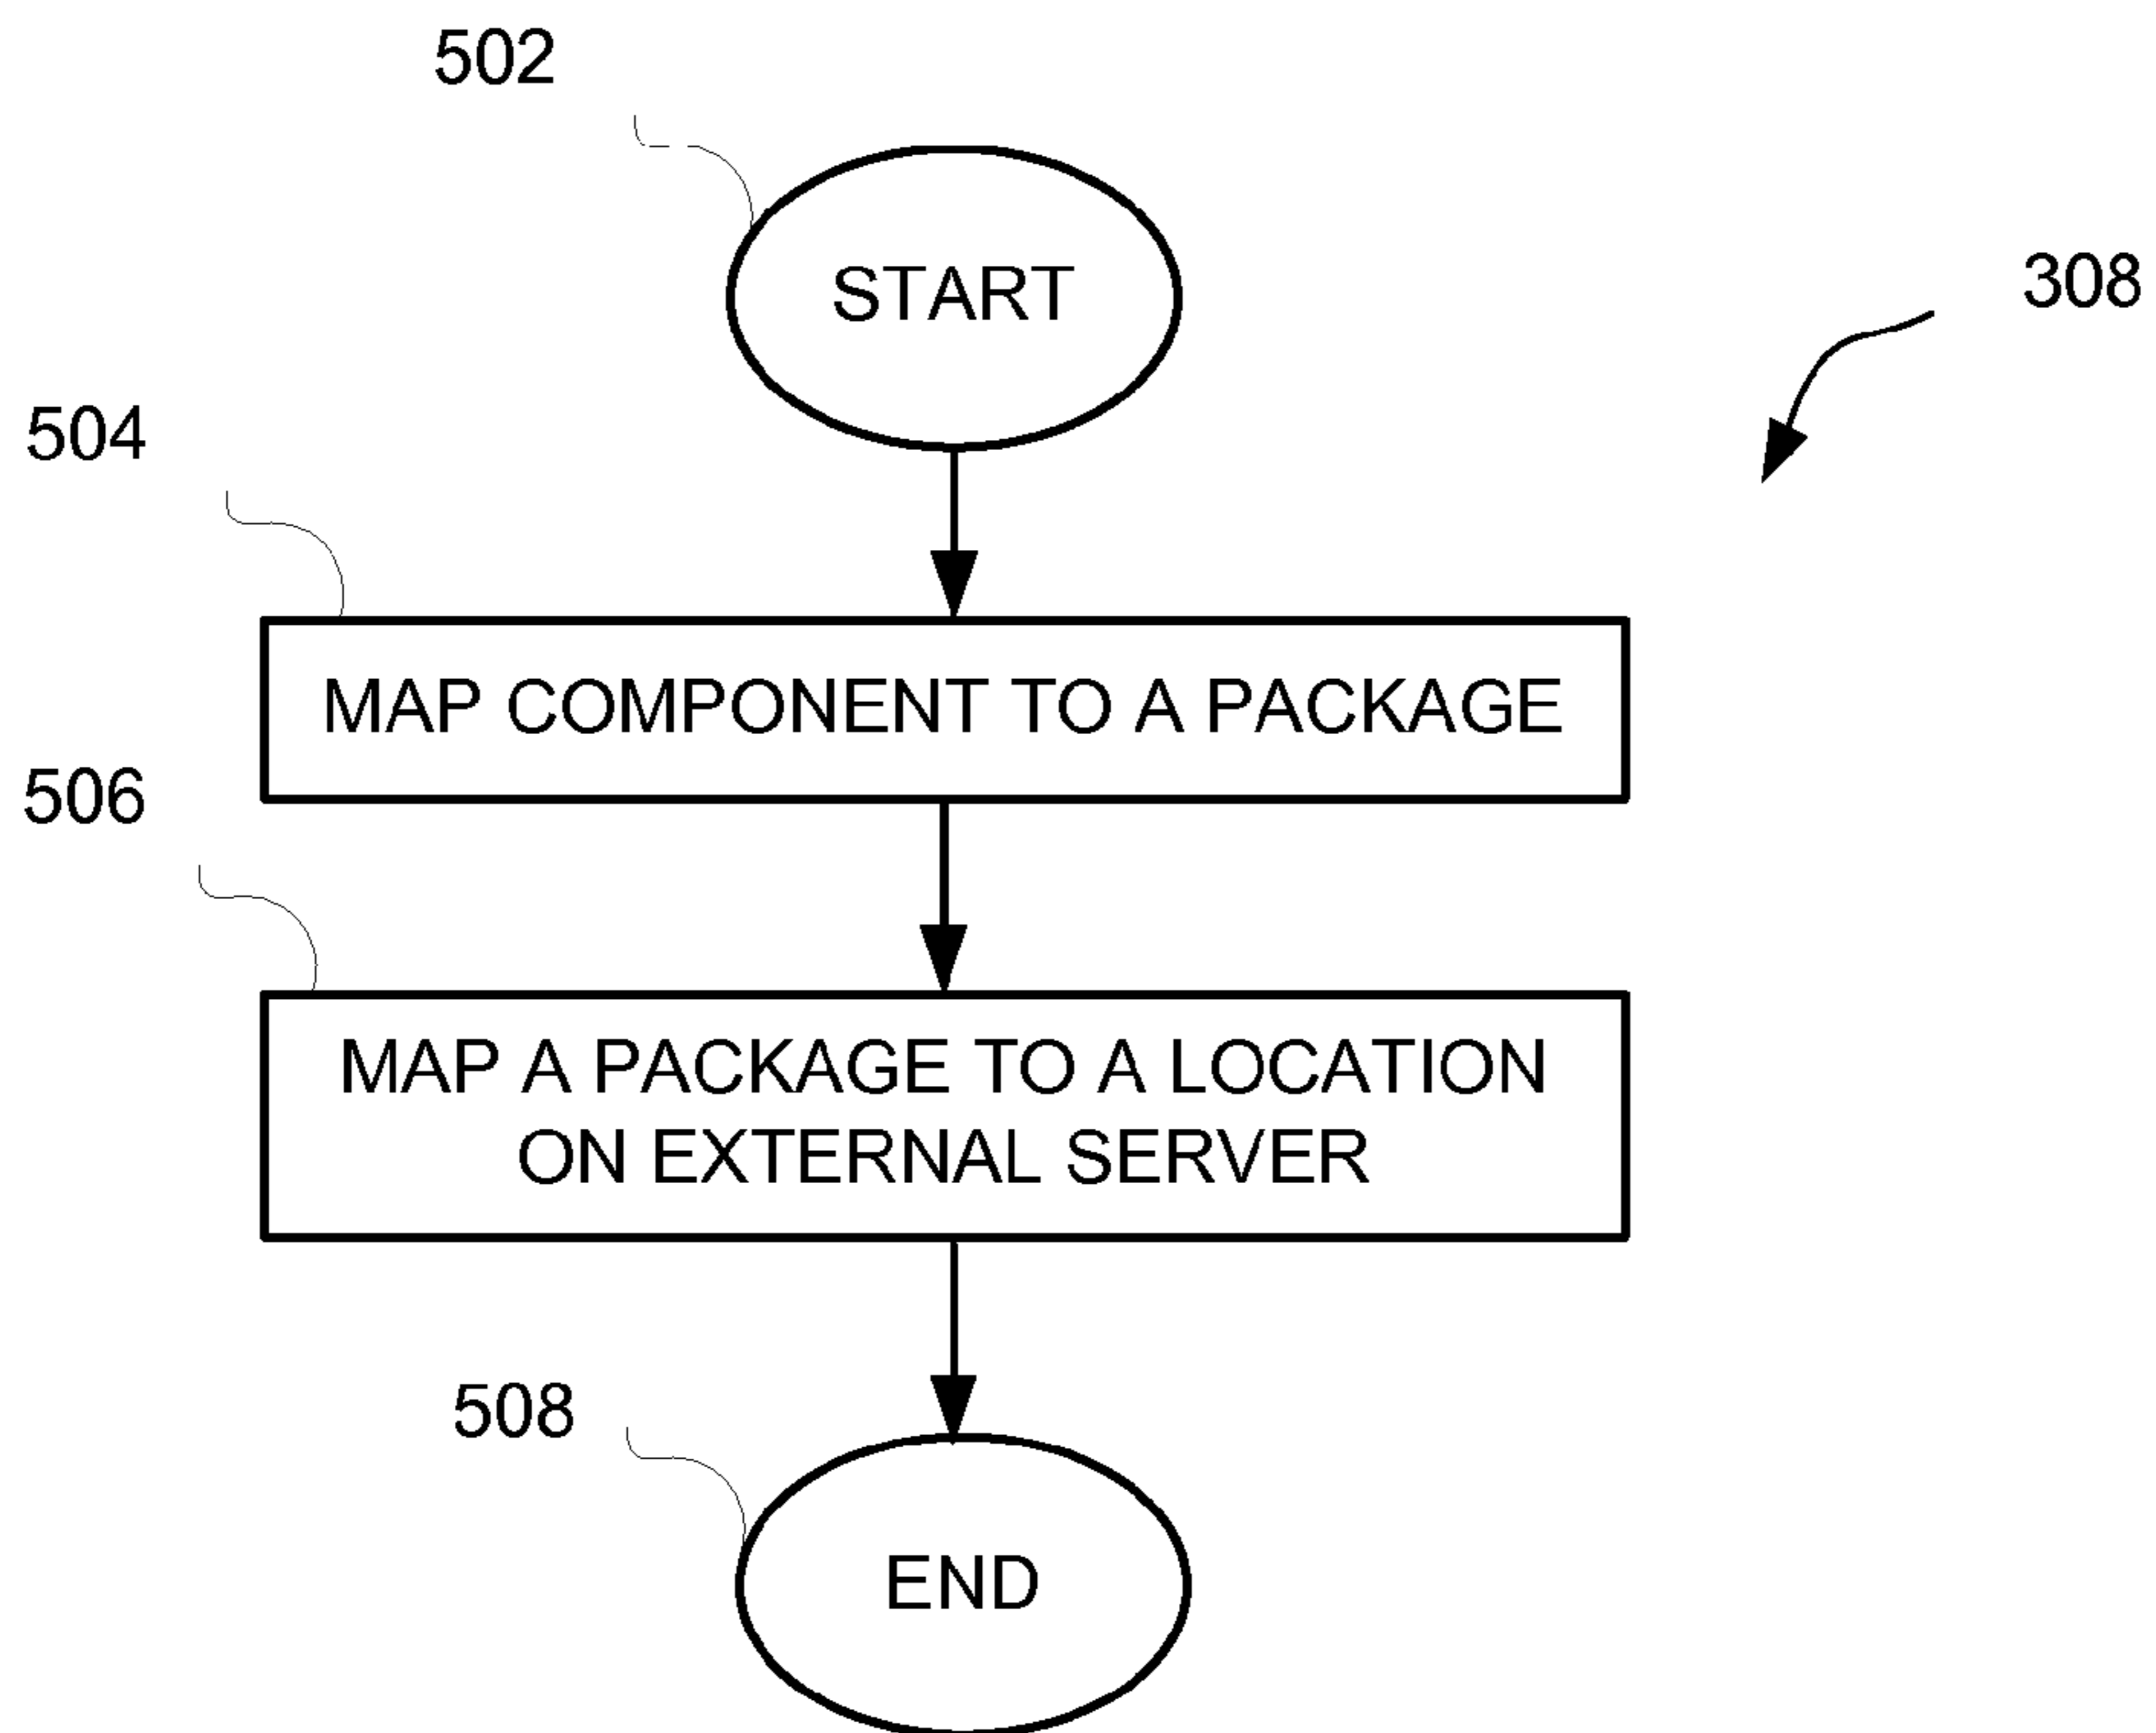 502
START
308
504
MAP COMPONENT TO A PACKAGE
506
MAP A PACKAGE TO A LOCATION
ON EXTERNAL SERVER
508
END